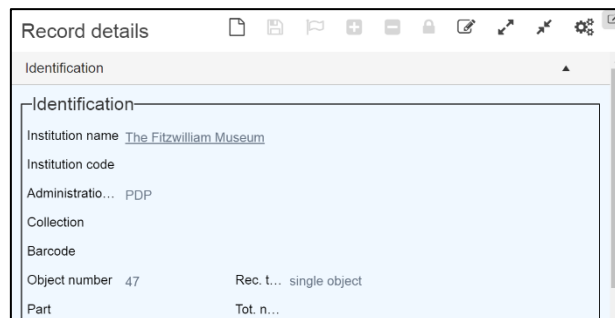 Record details
Identification
Identification
Institution name The Fitzwilliam Museum
Institution code
Administratio... PDP
Collection
Barcode
Object number 47 Rec. t... single object
Part Tot. n...